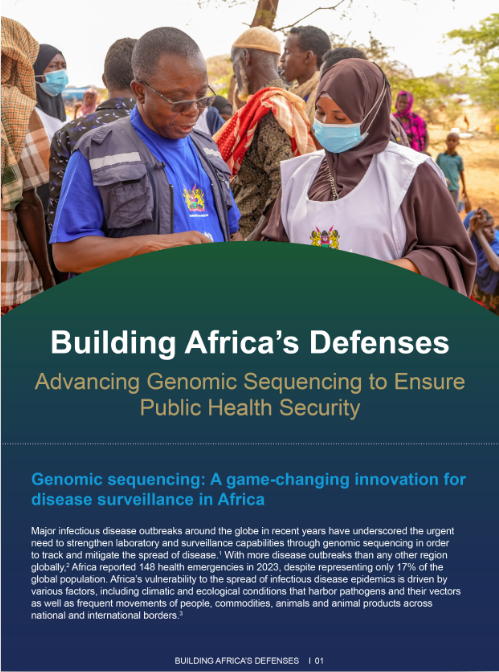 Building Africa’s Defenses
Advancing Genomic Sequencing to Ensure
Public Health Security
Genomic sequencing: A game-changing innovation for
disease surveillance in Africa
Major infectious disease outbreaks around the globe in recent years have underscored the urgent
need to strengthen laboratory and surveillance capabilities through genomic sequencing in order
to track and mitigate the spread of disease.¹ With more disease outbreaks than any other region
globally,² Africa reported 148 health emergencies in 2023, despite representing only 17% of the
global population. Africa’s vulnerability to the spread of infectious disease epidemics is driven by
various factors, including climatic and ecological conditions that harbor pathogens and their vectors
as well as frequent movements of people, commodities, animals and animal products across
national and international borders.³
BUILDING AFRICA’S DEFENSES I 01